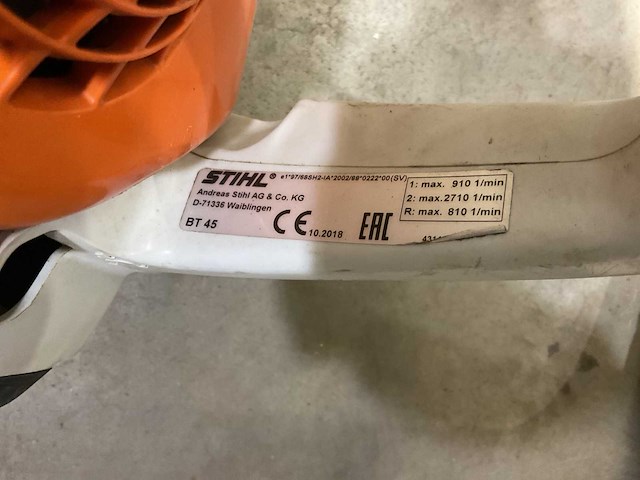 STIHL® e1*97/68SH2-IA*2002/88*0222*00(SV)
Andreas Stihl AG & Co. KG
D-71336 Waiblingen
BT 45 CE 10.2018 EAC
1: max. 910 1/min
2: max. 2710 1/min
R: max. 810 1/min